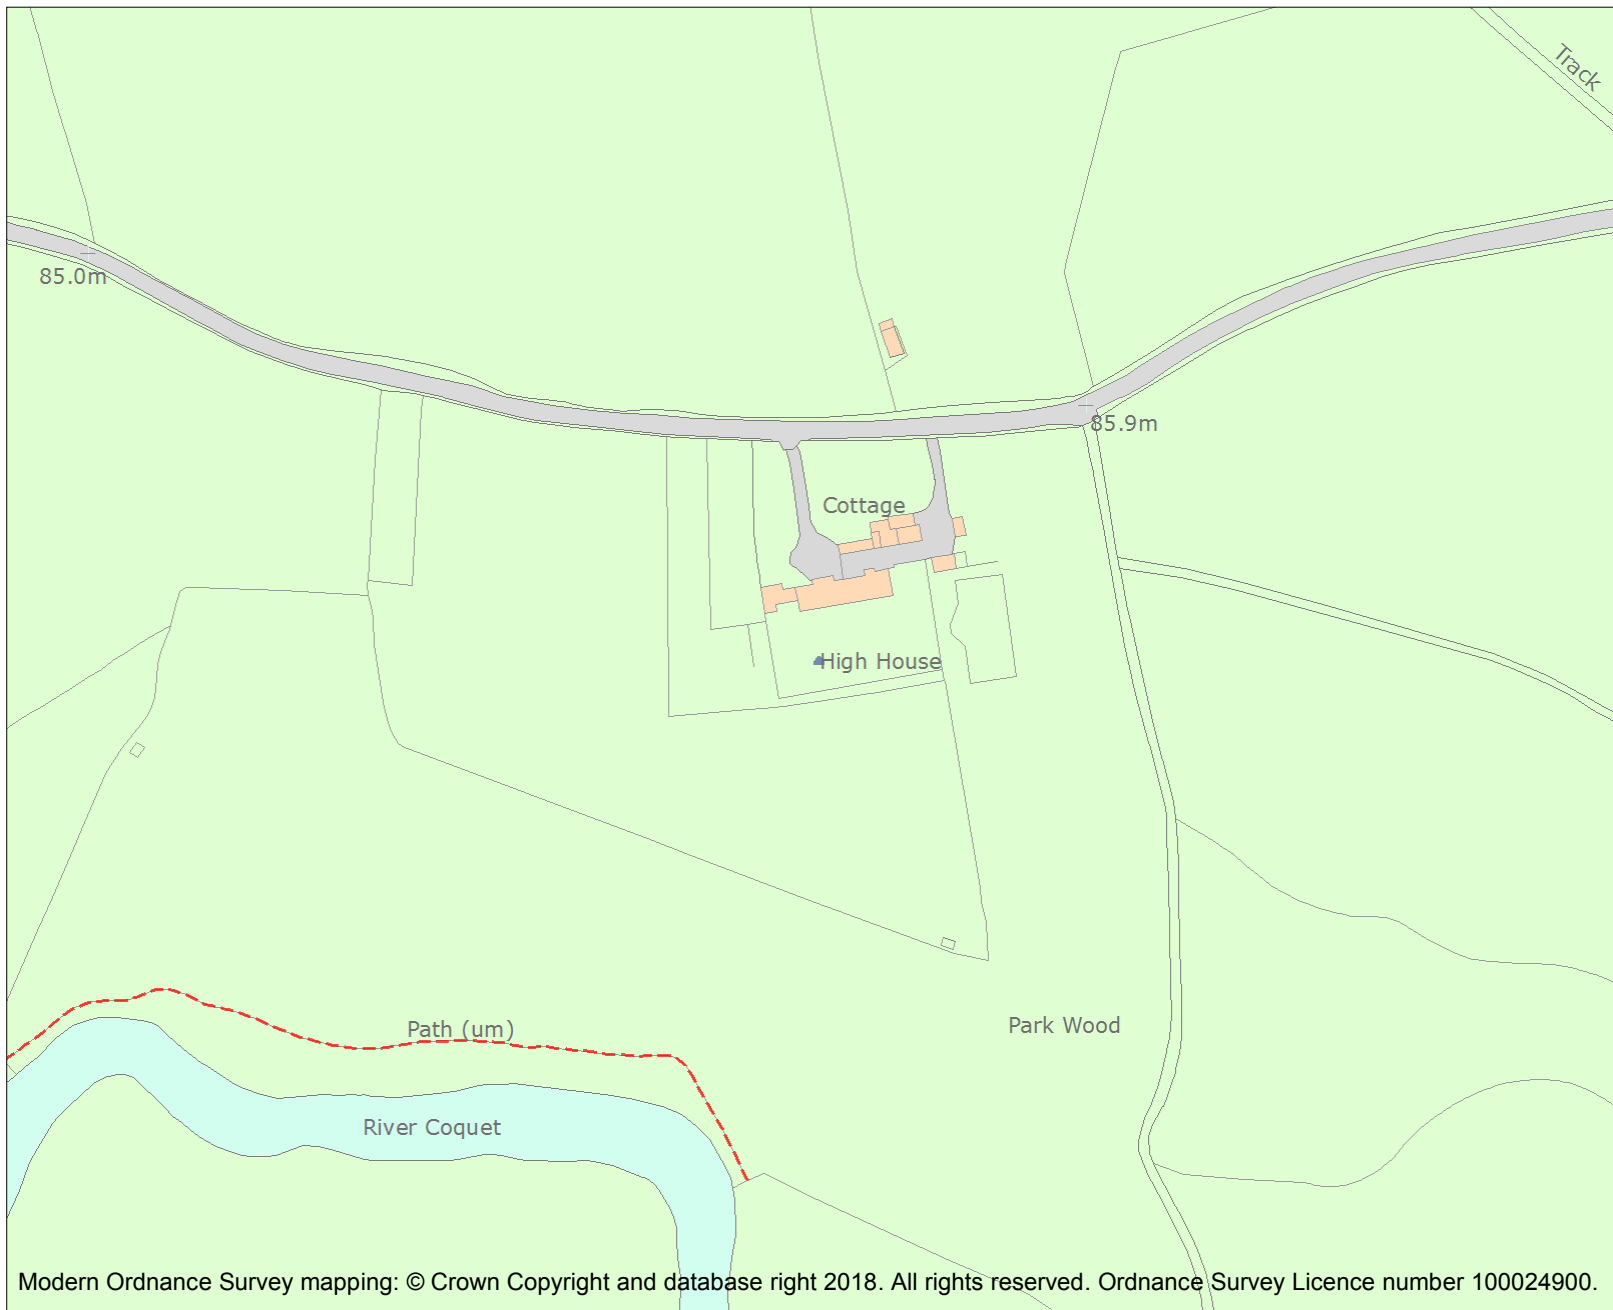 Track
85.0m
85.9m
Cottage
High House
Park Wood
Path (um)
River Coquet
Modern Ordnance Survey mapping: © Crown Copyright and database right 2018. All rights reserved. Ordnance Survey Licence number 100024900.